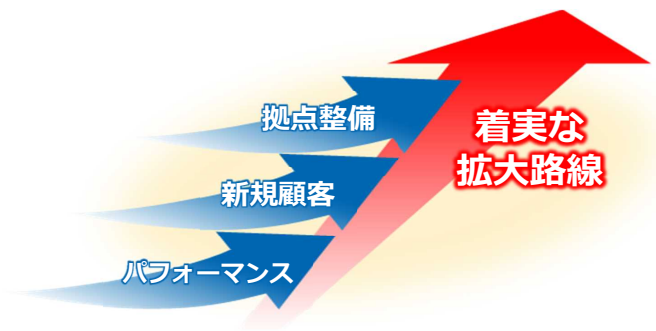 拠点整備
着実な
拡大路線
新規顧客
パフォーマンス